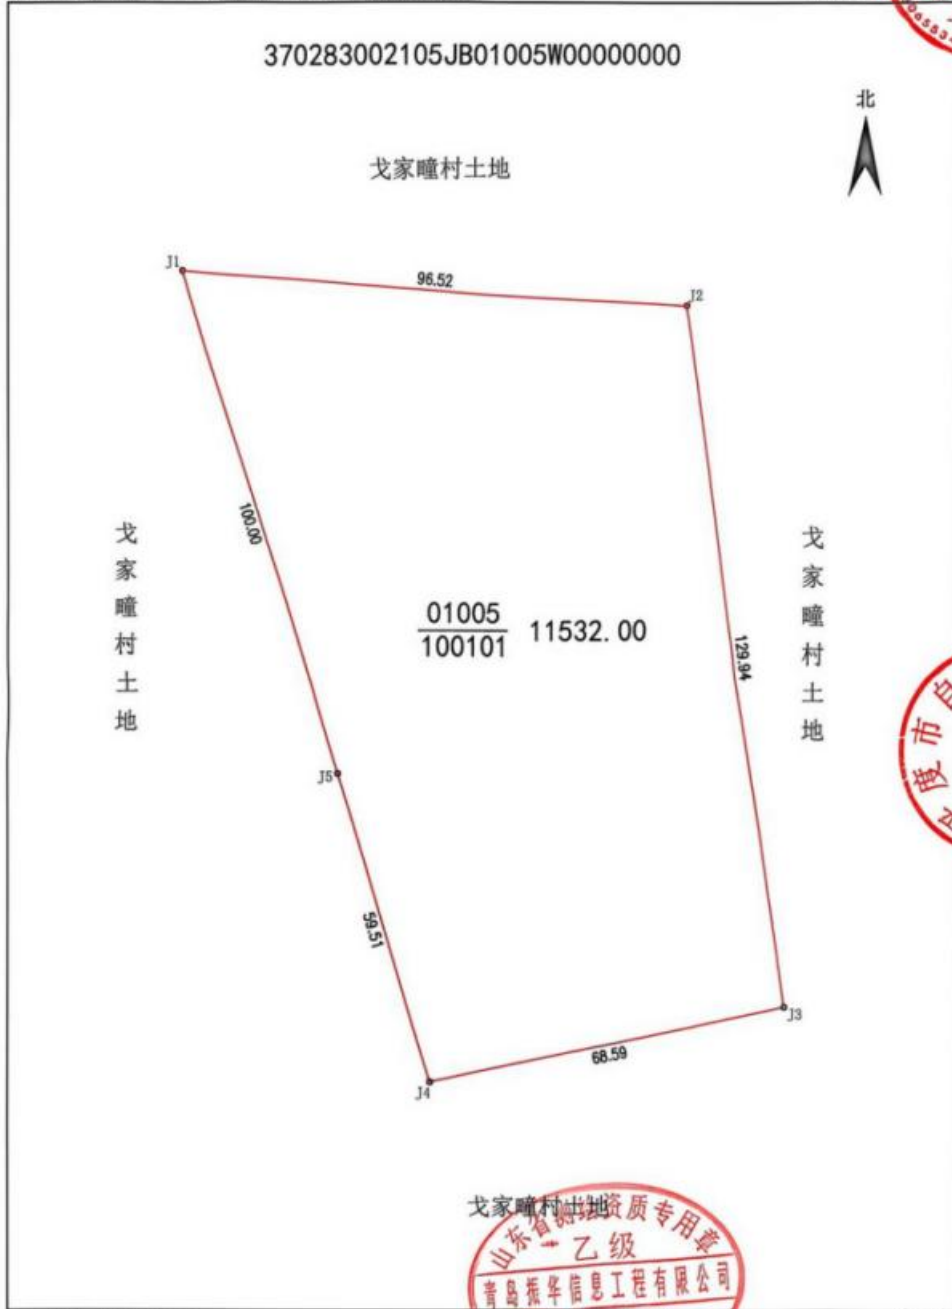 370283002105JB01005W00000000
北
戈家疃村土地
J1
96.52
J2
100.00
戈家疃村土地
戈家疃村土地
01005
100101
11532.00
129.94
J5
59.51
J3
68.59
J4
戈家疃村土地
山东省测绘资质专用章
乙级
青岛振华信息工程有限公司
度市自